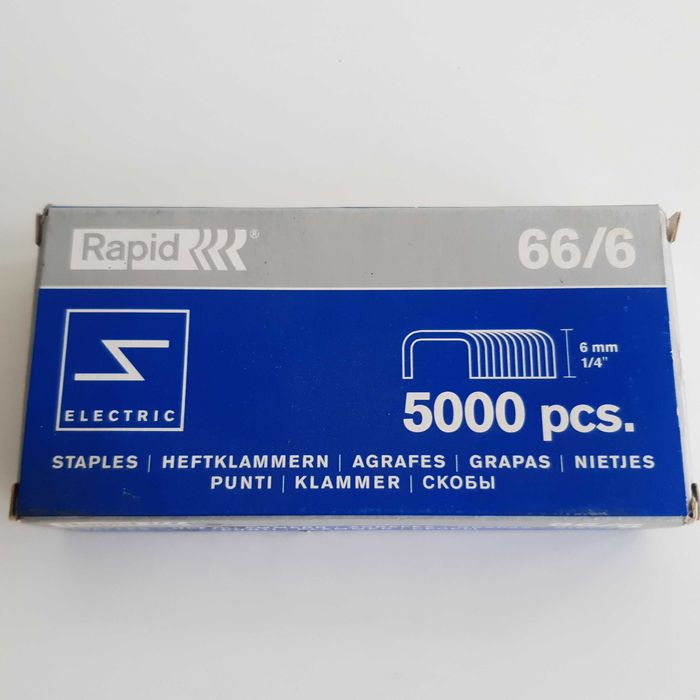 Rapid ®
66/6
ELECTRIC
6 mm
1/4"
5000 pcs.
STAPLES | HEFTKLAMMERN | AGRAFES | GRAPAS | NIETJES
PUNTI | KLAMMER | СКОБЫ